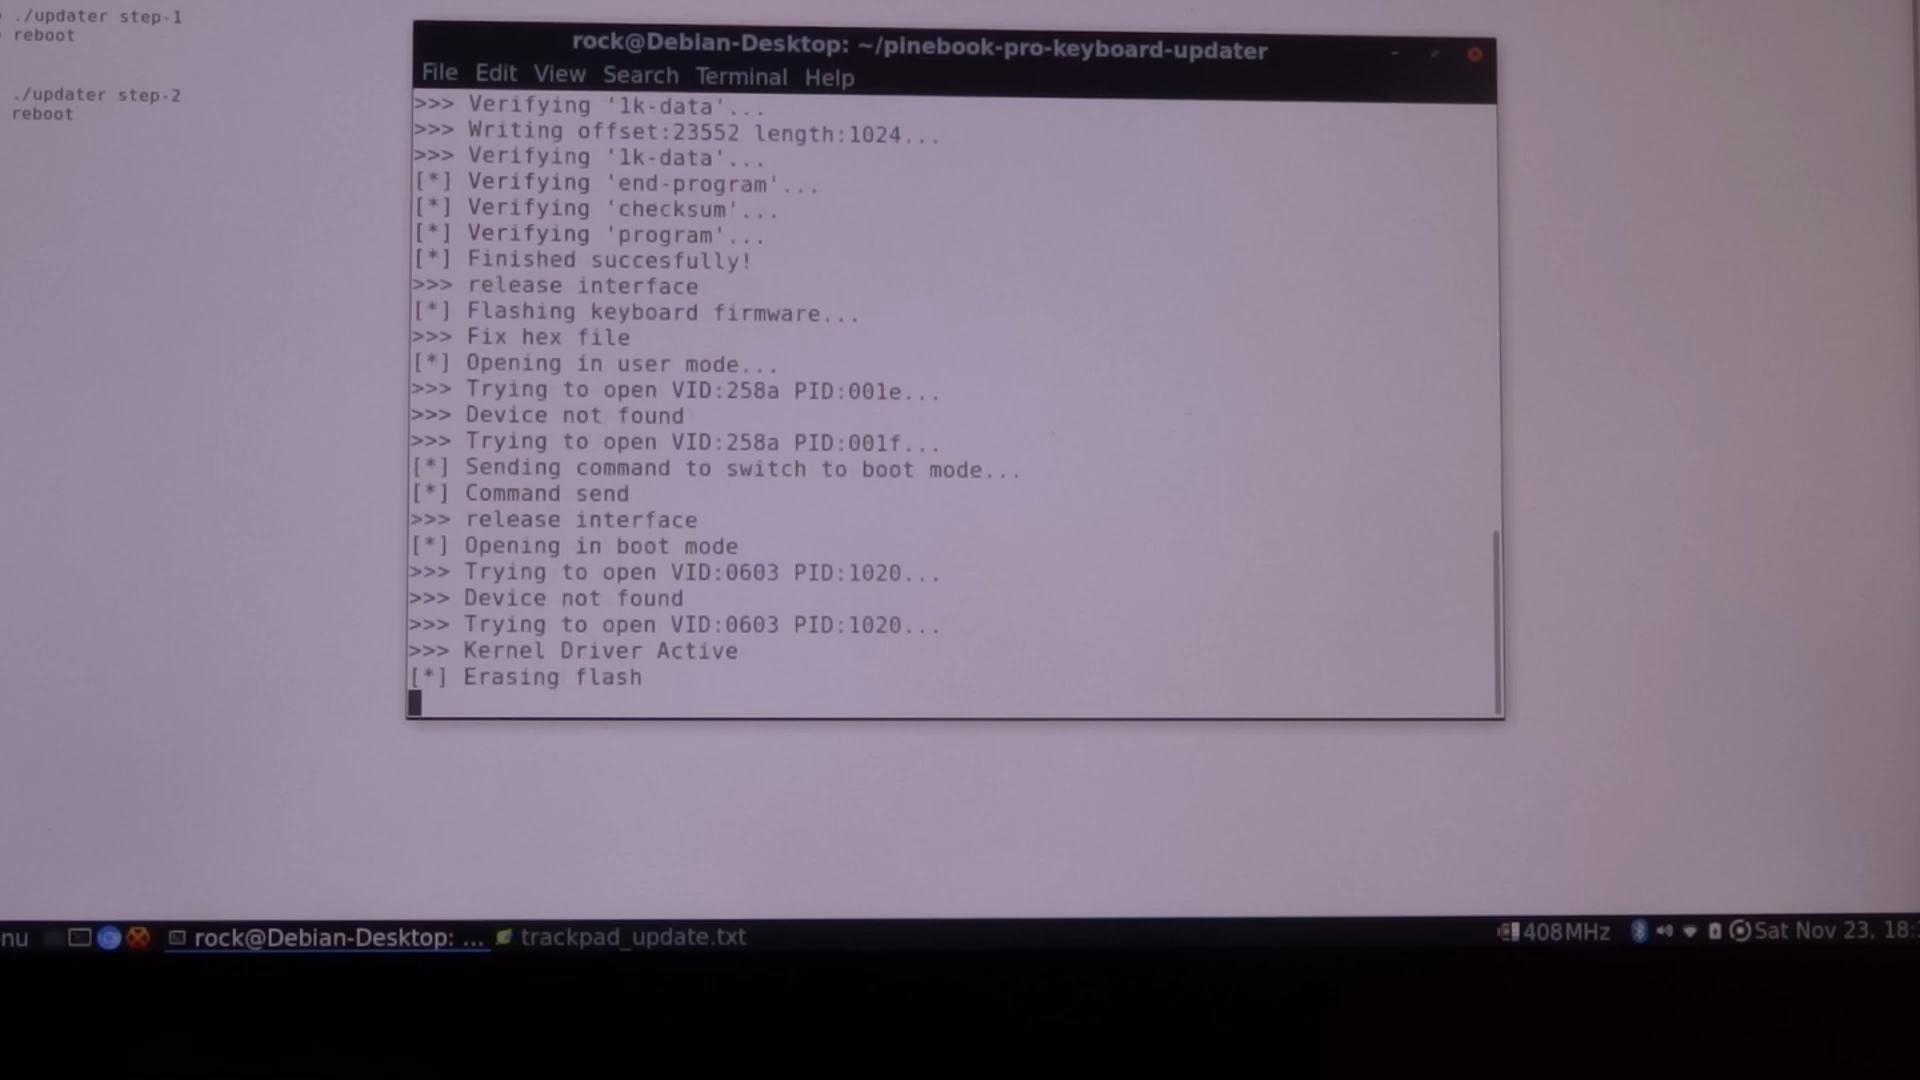 ./updater step-1
reboot
./updater step-2
reboot
rock@Debian-Desktop: ~/pinebook-pro-keyboard-updater
File Edit View Search Terminal Help
>>> Verifying '1k-data'...
>>> Writing offset:23552 length:1024...
>>> Verifying '1k-data'...
[*] Verifying 'end-program'...
[*] Verifying 'checksum'...
[*] Verifying 'program'...
[*] Finished succesfully!
>>> release interface
[*] Flashing keyboard firmware...
>>> Fix hex file
[*] Opening in user mode...
>>> Trying to open VID:258a PID:001e...
>>> Device not found
>>> Trying to open VID:258a PID:001f...
[*] Sending command to switch to boot mode...
[*] Command send
>>> release interface
[*] Opening in boot mode
>>> Trying to open VID:0603 PID:1020...
>>> Device not found
>>> Trying to open VID:0603 PID:1020...
>>> Kernel Driver Active
[*] Erasing flash
nu rock@Debian-Desktop: ... trackpad_update.txt 408MHz Sat Nov 23, 18: